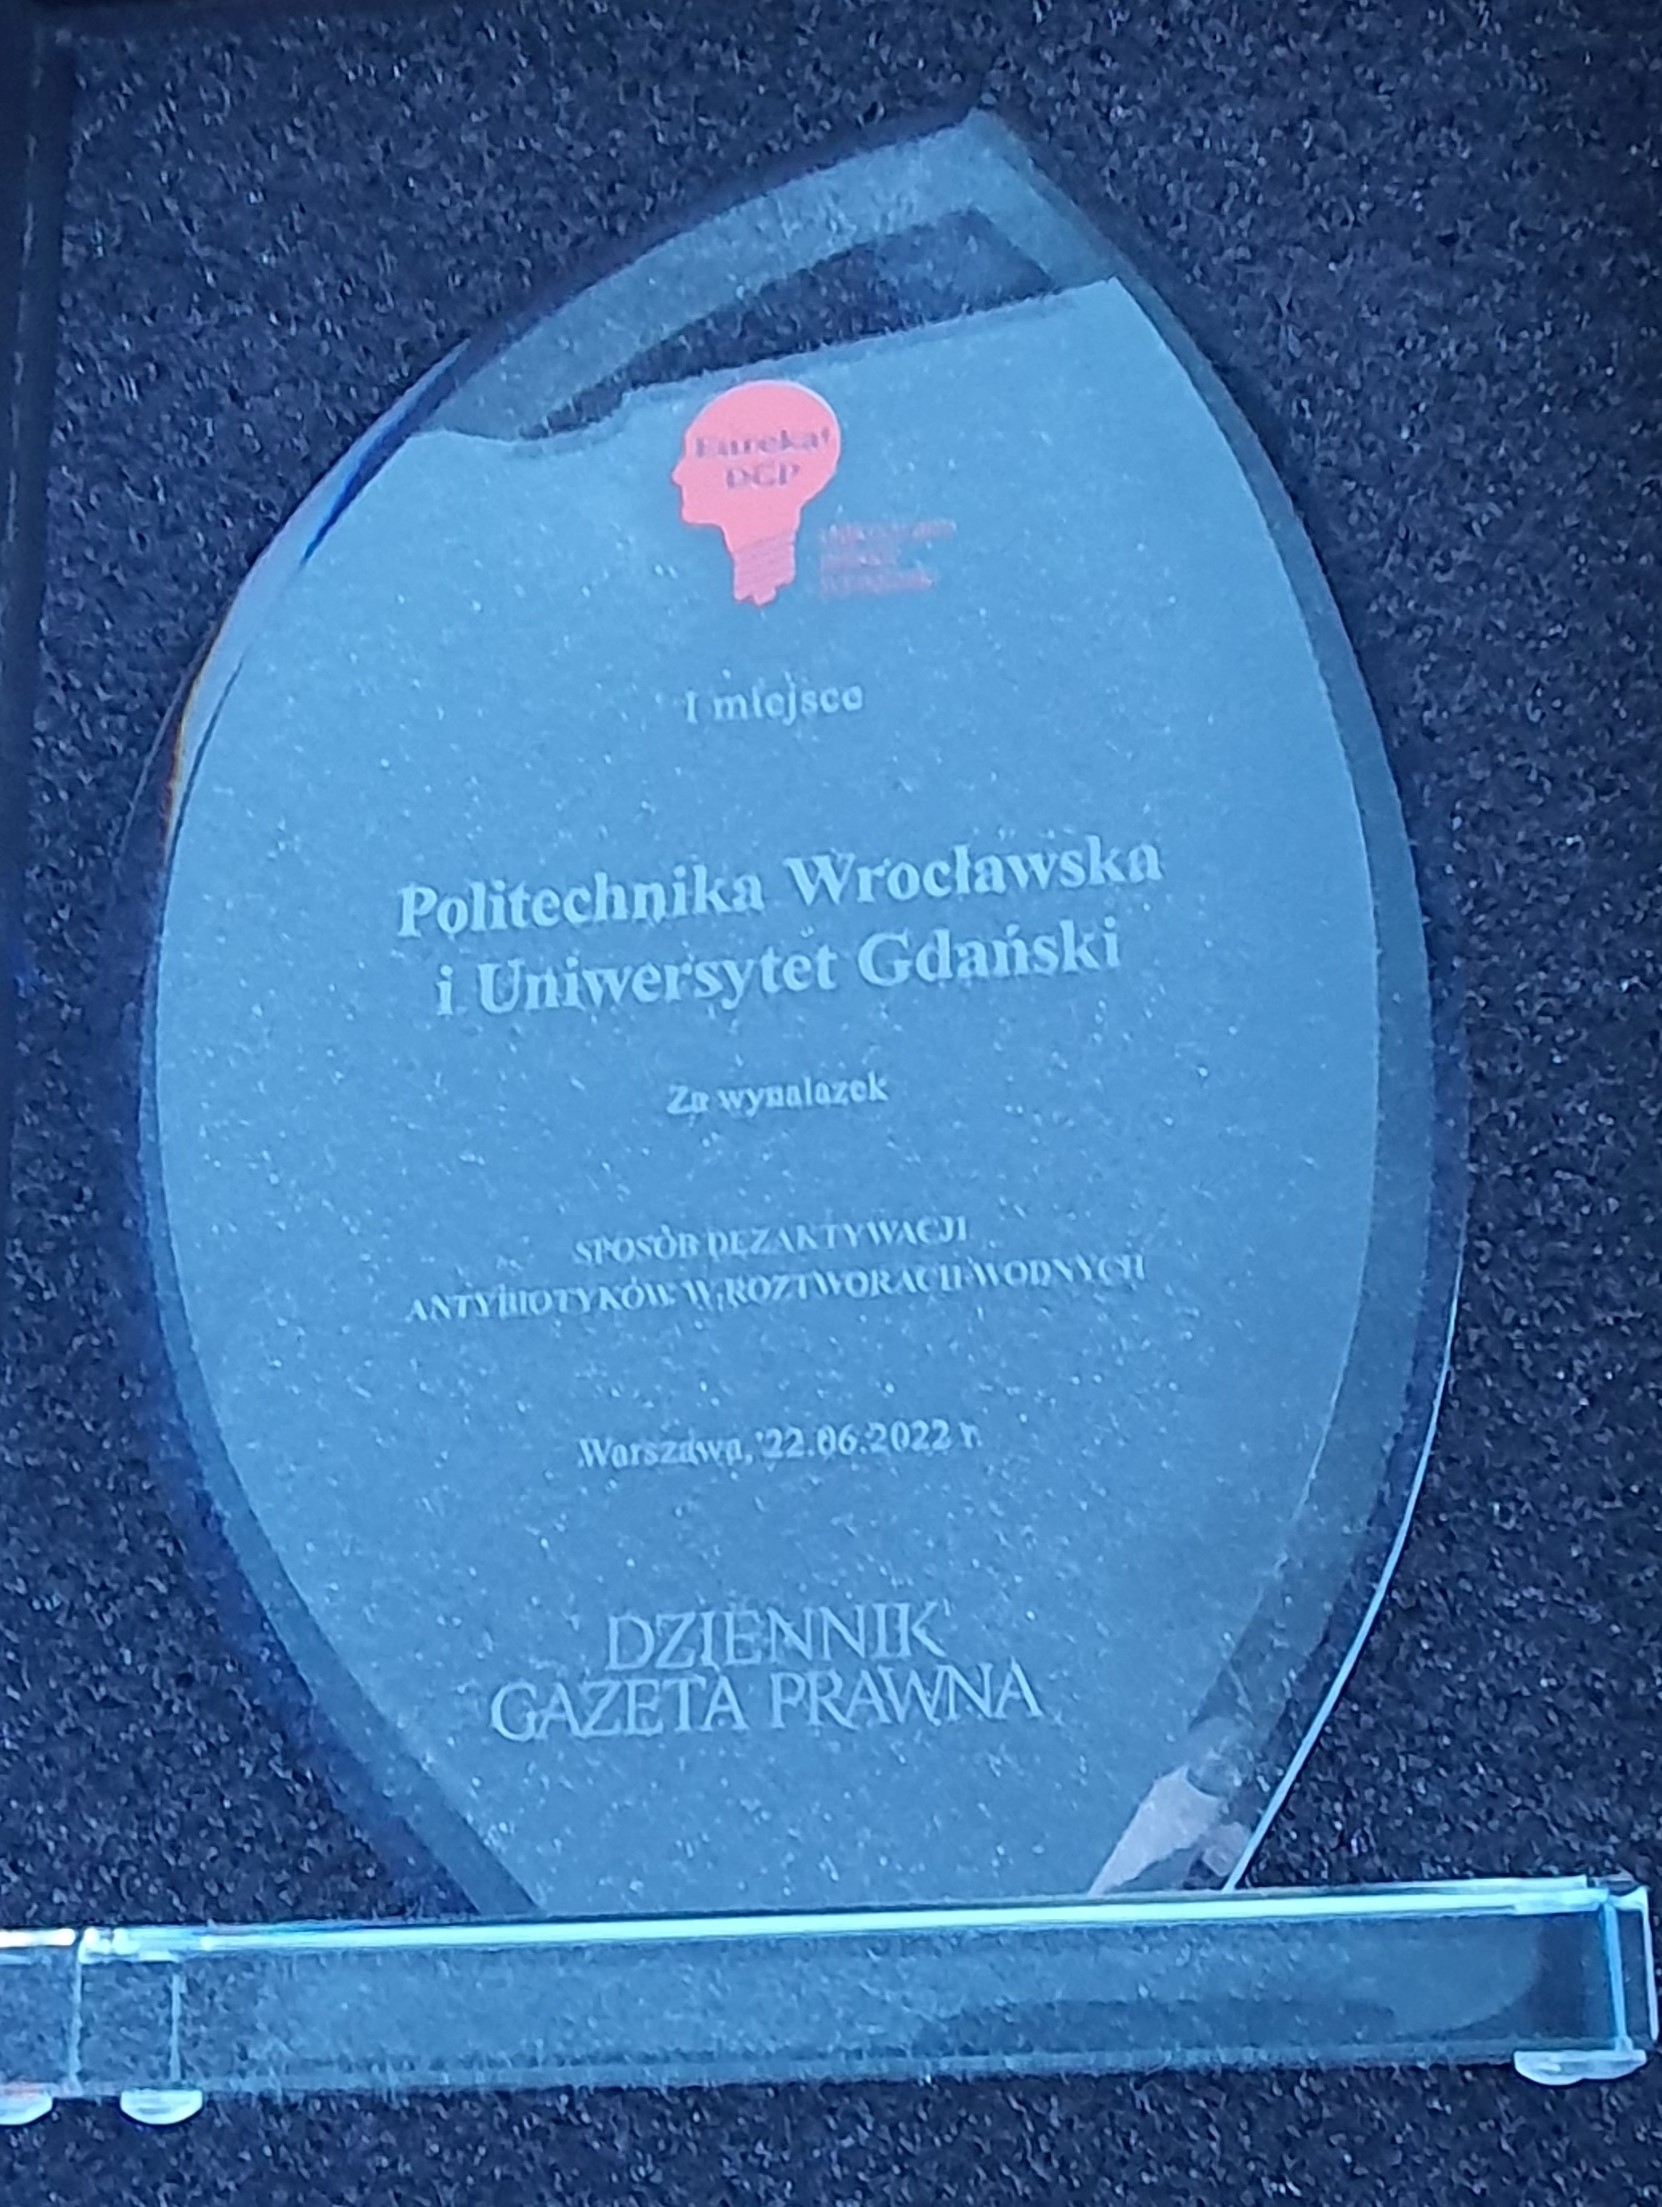 Eureka!
DGP
I miejsce
Politechnika Wrocławska
i Uniwersytet Gdański
Za wynalazek
SPOSÓB DEZAKTYWACJI
ANTYBIOTYKÓW W ROZTWORACH WODNYCH
Warszawa, 22.06.2022 r.
DZIENNIK
GAZETA PRAWNA